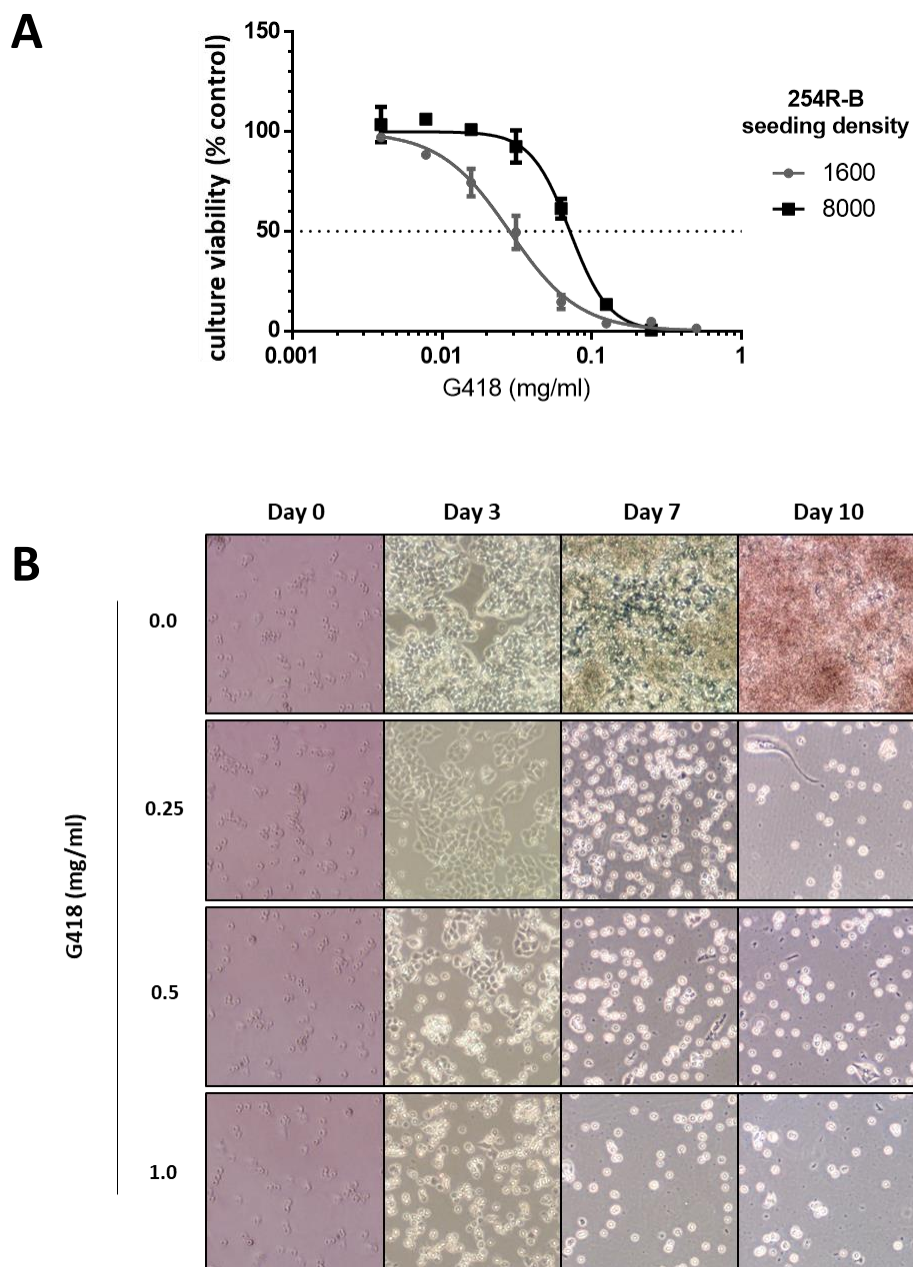 A
culture viability (% control)
150
100
50
0
0.001 0.01 0.1 1
G418 (mg/ml)
254R-B
seeding density
1600
8000
B
Day 0 Day 3 Day 7 Day 10
G418 (mg/ml)
0.0
0.25
0.5
1.0